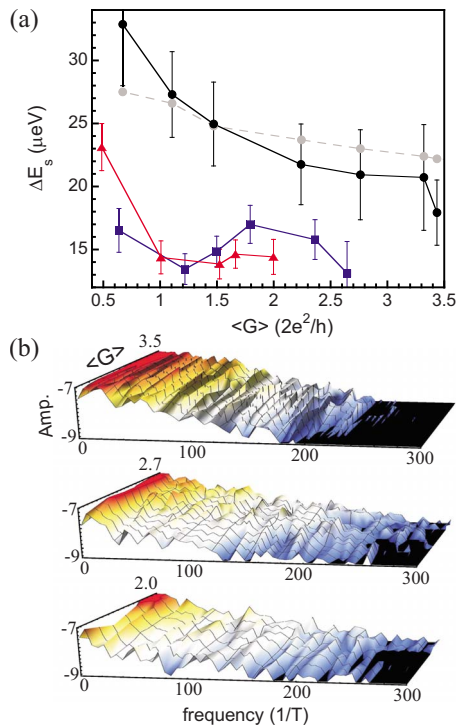 (a)
30
25
20
15
ΔE_s (μeV)
0.5 1.0 1.5 2.0 2.5 3.0 3.5
<G> (2e²/h)
(b)
<G>
3.5
-7
Amp.
-9
0 100 200 300
2.7
-7
-9
0 100 200 300
2.0
-7
-9
0 100 200 300
frequency (1/T)